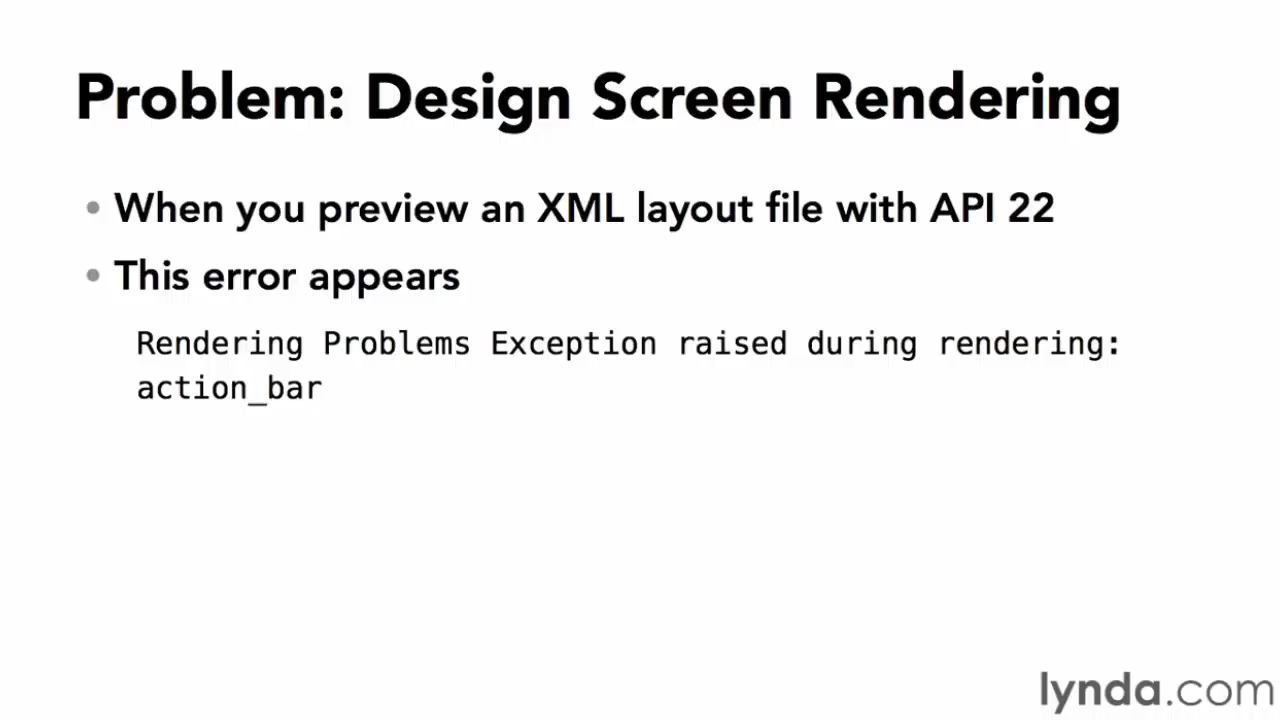 Problem: Design Screen Rendering
• When you preview an XML layout file with API 22
• This error appears
Rendering Problems Exception raised during rendering:
action_bar
lynda.com